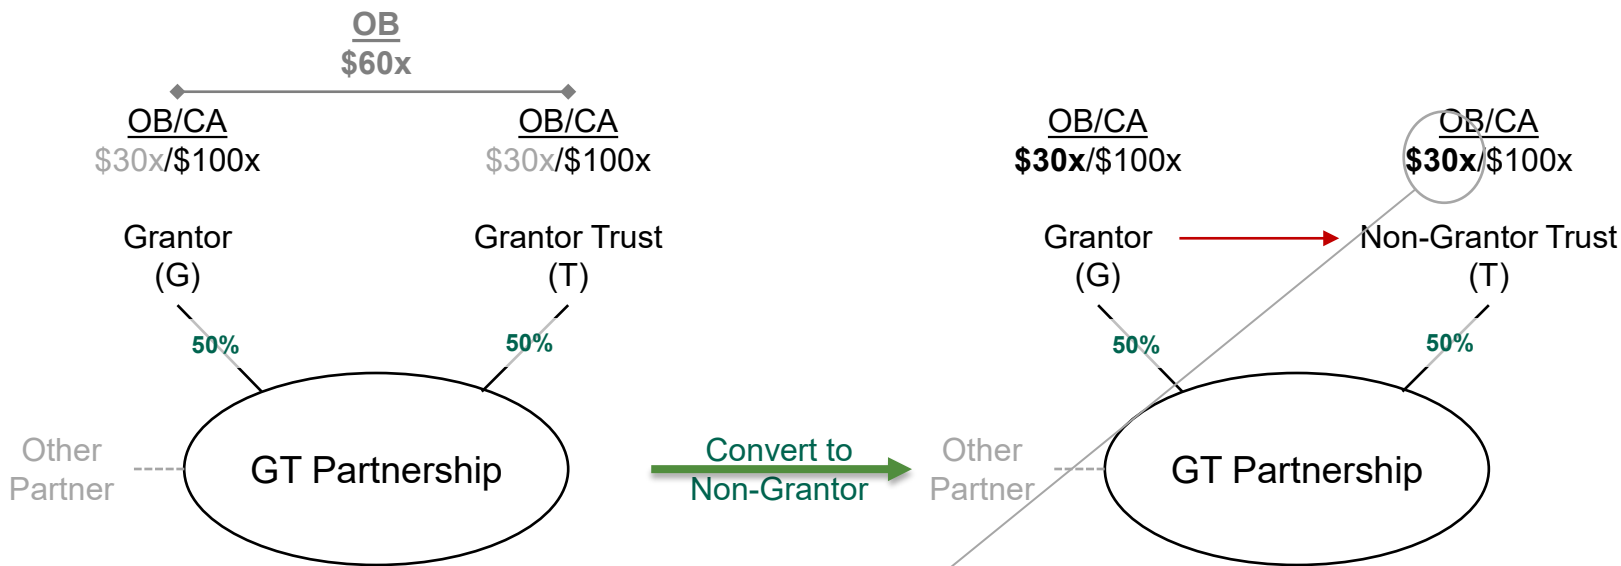 OB
$60x
OB/CA
$30x/$100x
OB/CA
$30x/$100x
Grantor
(G)
Grantor Trust
(T)
50%
50%
Other
Partner
GT Partnership
Convert to
Non-Grantor
OB/CA
$30x/$100x
OB/CA
$30x/$100x
Grantor
(G)
Non-Grantor Trust
(T)
50%
50%
Other
Partner
GT Partnership